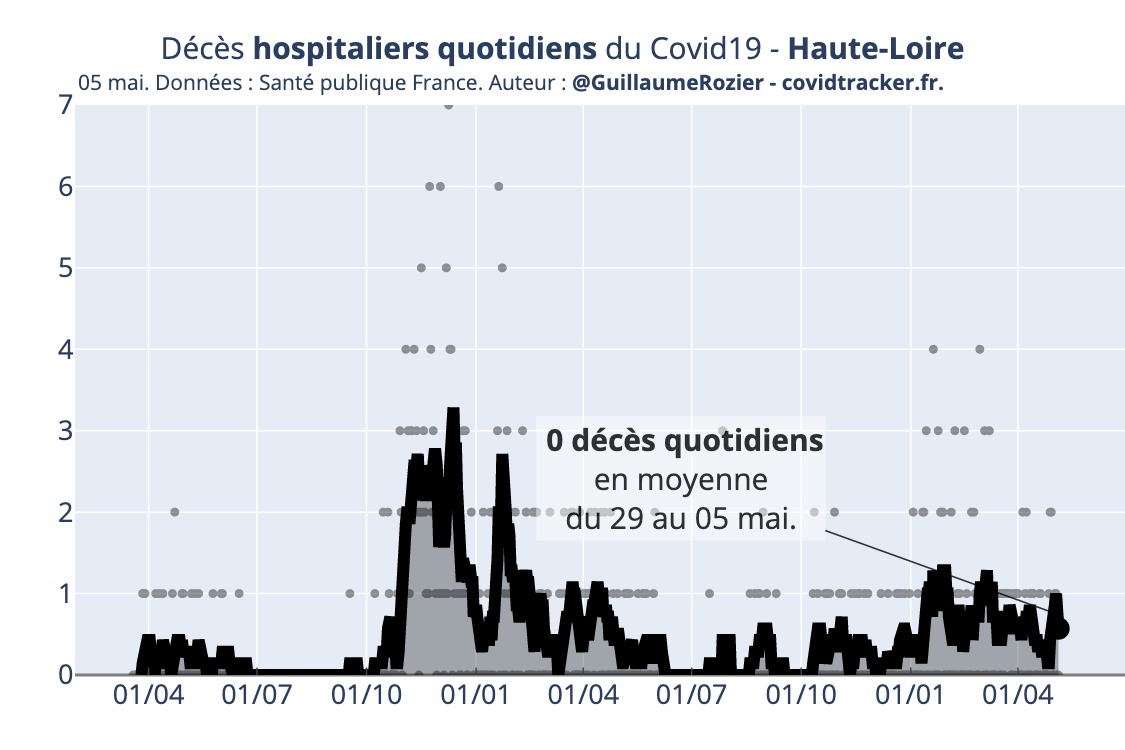 Décès hospitaliers quotidiens du Covid19 - Haute-Loire
05 mai. Données : Santé publique France. Auteur : @GuillaumeRozier - covidtracker.fr.
7
6
5
4
3
2
1
0
0 décès quotidiens
en moyenne
du 29 au 05 mai.
01/04 01/07 01/10 01/01 01/04 01/07 01/10 01/01 01/04